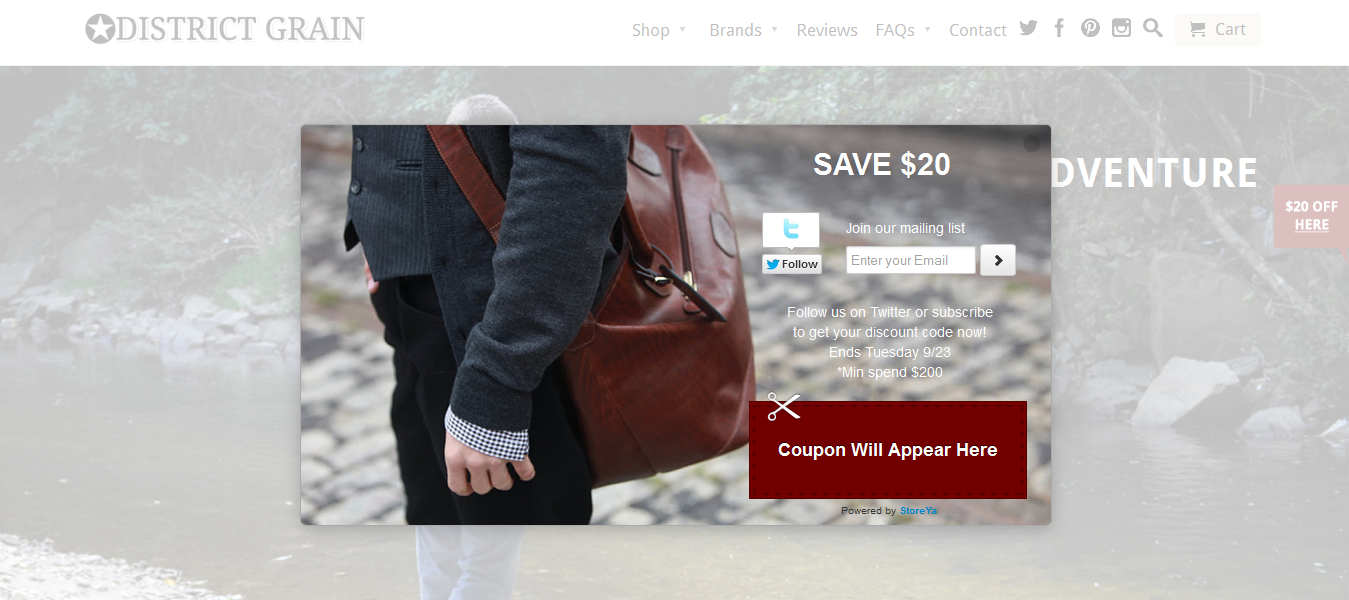 DISTRICT GRAIN
Shop
Brands
Reviews
FAQs
Contact
Cart
DVENTURE
$20 OFF
HERE
SAVE $20
Follow
Join our mailing list
Enter your Email
Follow us on Twitter or subscribe
to get your discount code now!
Ends Tuesday 9/23
*Min spend $200
Coupon Will Appear Here
Powered by StoreYa